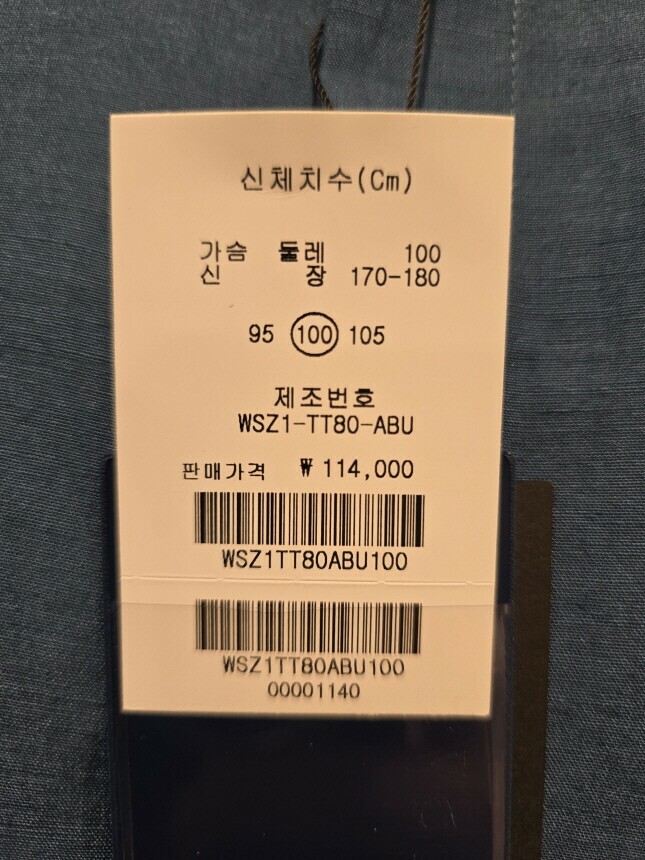 신체치수(Cm)
가슴 둘레 100
신 장 170-180
95 100 105
제조번호
WSZ1-TT80-ABU
판매가격 ₩ 114,000
WSZ1TT80ABU100
WSZ1TT80ABU100
00001140